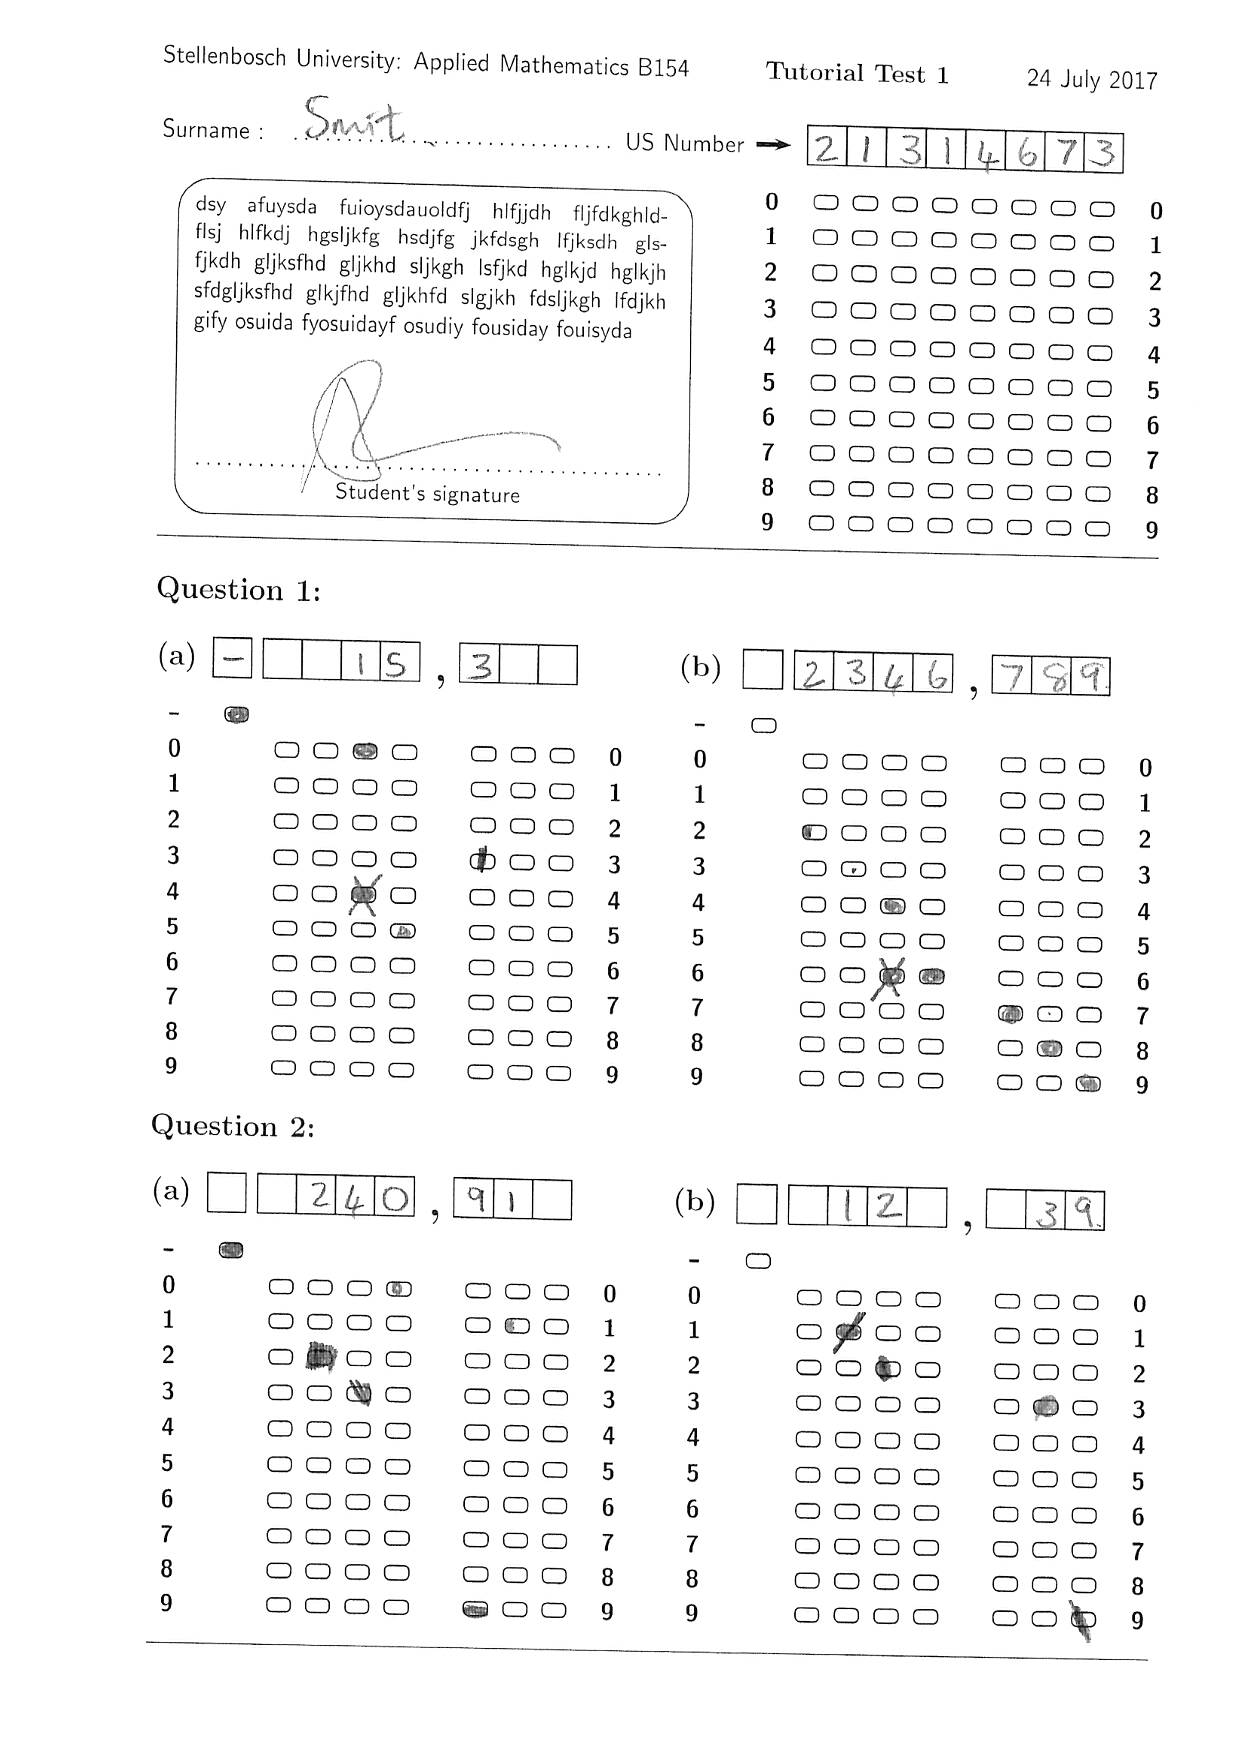 Stellenbosch University: Applied Mathematics B154 Tutorial Test 1 24 July 2017
Surname : Smit US Number → 2 1 3 1 4 6 7 3
dsy afuysda fuioysdauoldfj hlfjjdh fljfdkghld-
flsj hlfkdj hgsljkfg hsdjfg jkfdsgh lfjksdh gls-
fjkdh gljksfhd gljkhd sljkgh lsfjkd hglkjd hglkjh
sfdgljksfhd glkjfhd gljkhfd slgjkh fdsljkgh lfdjkh
gify osuida fyosuidayf osudiy fousiday fouisyda
Student's signature
0 0
1 1
2 2
3 3
4 4
5 5
6 6
7 7
8 8
9 9
Question 1:
(a) - 1 5 , 3 (b) 2 3 4 6 , 7 8 9
- -
0 0 0 0
1 1 1 1
2 2 2 2
3 3 3 3
4 4 4 4
5 5 5 5
6 6 6 6
7 7 7 7
8 8 8 8
9 9 9 9
Question 2:
(a) 2 4 0 , 9 1 (b) 1 2 , 3 9
- -
0 0 0 0
1 1 1 1
2 2 2 2
3 3 3 3
4 4 4 4
5 5 5 5
6 6 6 6
7 7 7 7
8 8 8 8
9 9 9 9